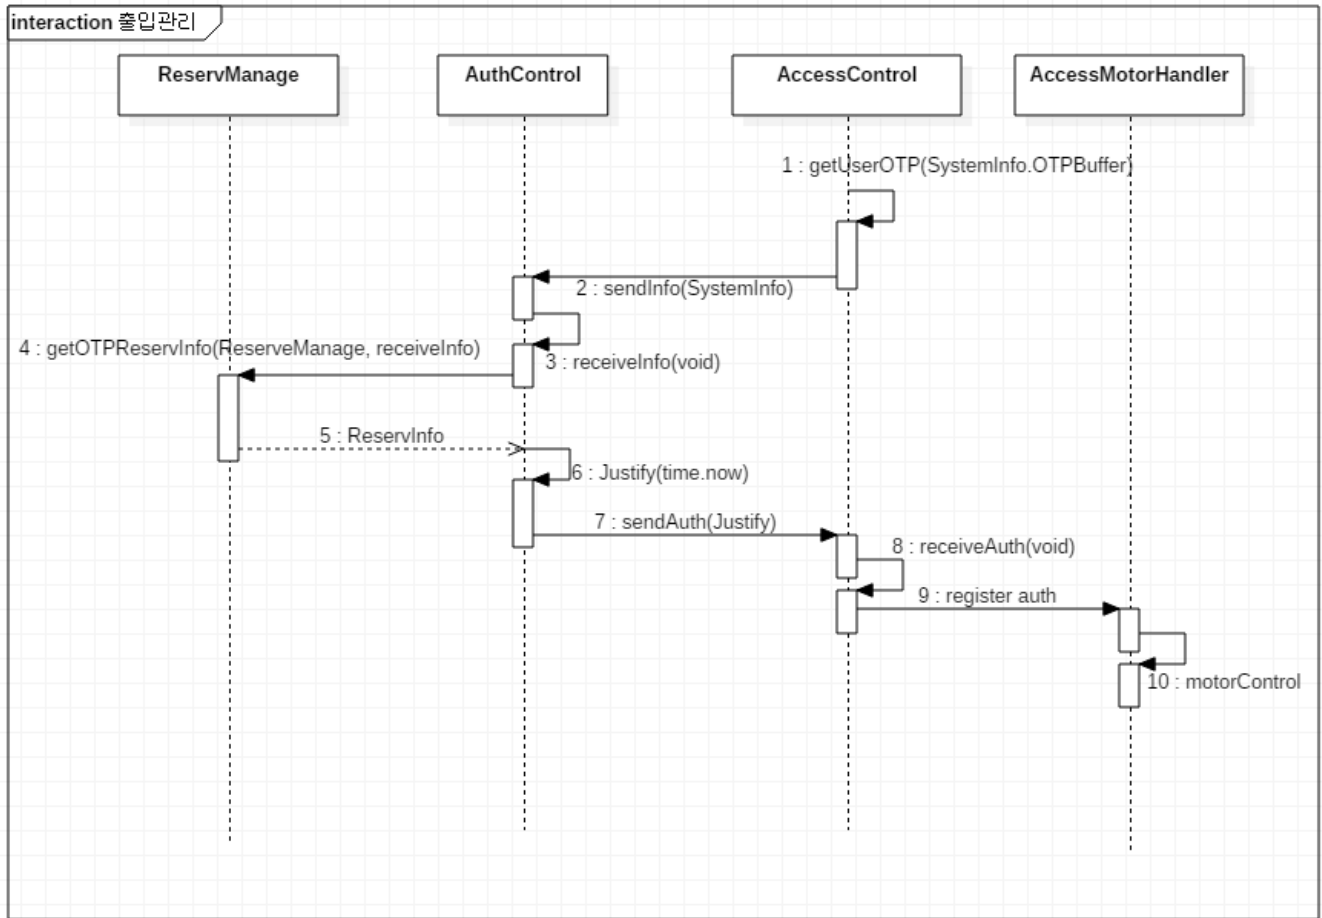 interaction 출입관리
ReservManage
AuthControl
AccessControl
AccessMotorHandler
1 : getUserOTP(SystemInfo.OTPBuffer)
2 : sendInfo(SystemInfo)
4 : getOTPReservInfo(ReserveManage, receiveInfo)
3 : receiveInfo(void)
5 : ReservInfo
6 : Justify(time.now)
7 : sendAuth(Justify)
8 : receiveAuth(void)
9 : register auth
10 : motorControl